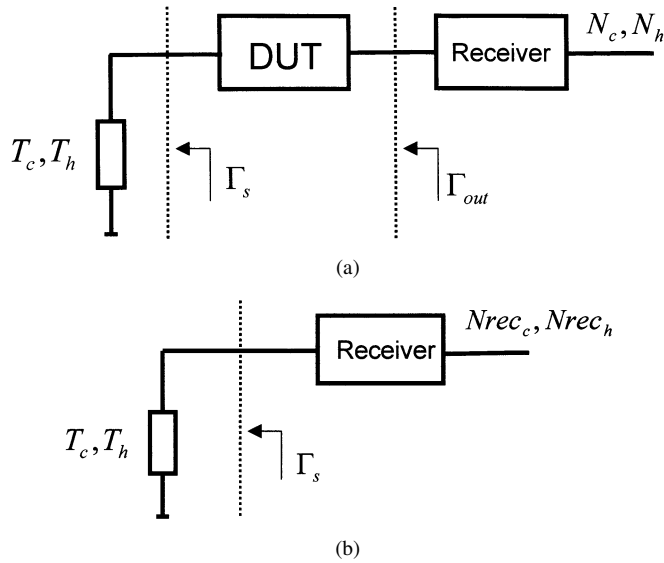 DUT
Receiver
N_c, N_h
T_c, T_h
Γ_s
Γ_out
(a)
Receiver
Nrec_c, Nrec_h
T_c, T_h
Γ_s
(b)